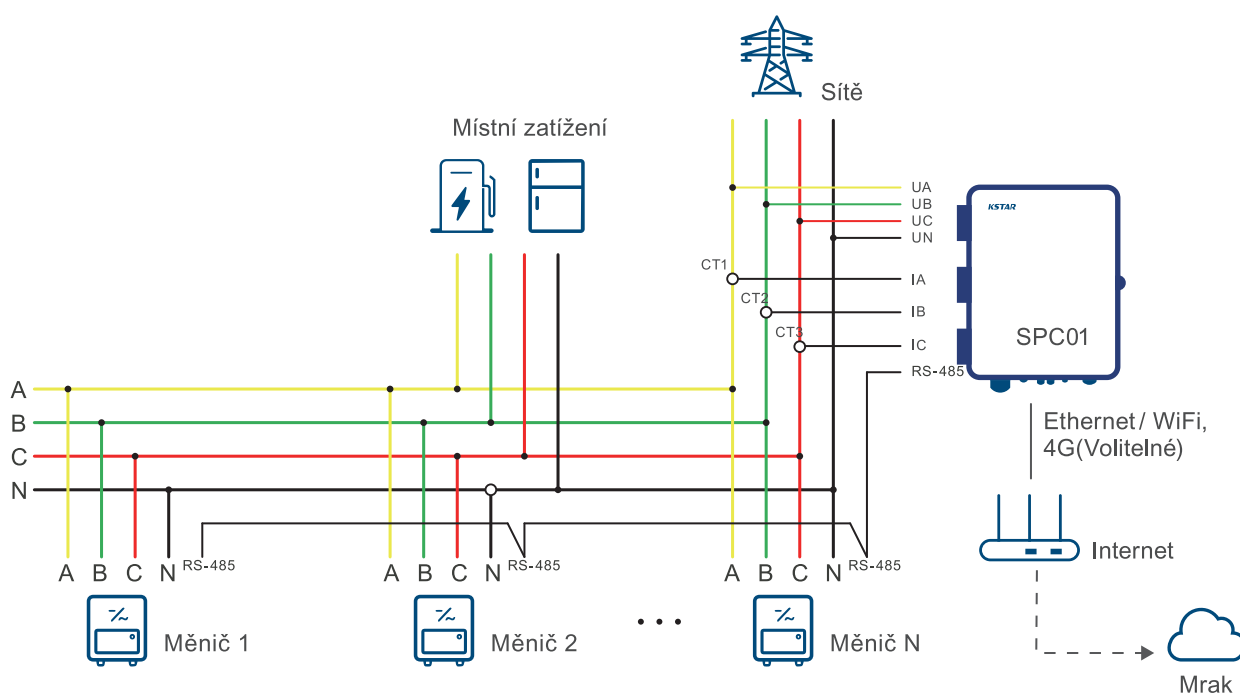 Sítě
Místní zatížení
UA
UB
UC
UN
KSTAR
CT1
IA
CT2
IB
CT3
IC
SPC01
RS-485
A
B
C
N
Ethernet / WiFi,
4G(Volitelné)
A B C N RS-485
A B C N RS-485
A B C N RS-485
Internet
Měnič 1
Měnič 2
...
Měnič N
Mrak